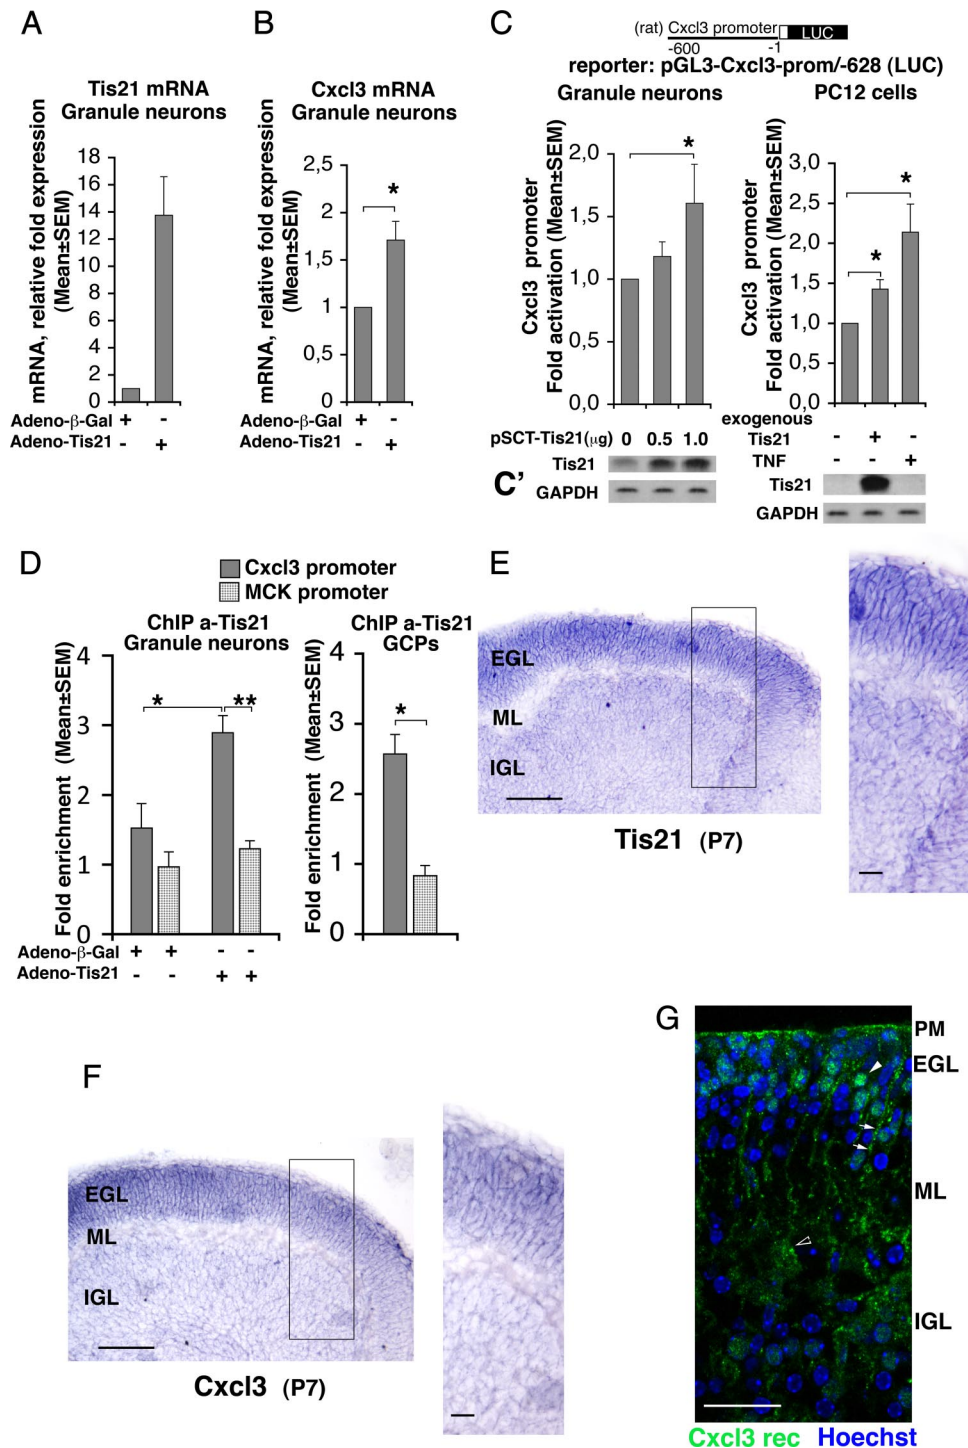 A
Tis21 mRNA
Granule neurons
mRNA, relative fold expression
(Mean±SEM)
18
16
14
12
10
8
6
4
2
0
Adeno-β-Gal + -
Adeno-Tis21 - +
B
Cxcl3 mRNA
Granule neurons
mRNA, relative fold expression
(Mean±SEM)
2,5
2
1,5
1
0,5
0
*
Adeno-β-Gal + -
Adeno-Tis21 - +
C
(rat) Cxcl3 promoter LUC
-600 -1
reporter: pGL3-Cxcl3-prom/-628 (LUC)
Granule neurons
Cxcl3 promoter
Fold activation (Mean±SEM)
2,0
1,5
1,0
0,5
0,0
*
pSCT-Tis21(μg) 0 0.5 1.0
PC12 cells
Cxcl3 promoter
Fold activation (Mean±SEM)
3,0
2,5
2,0
1,5
1,0
0,5
0,0
*
*
exogenous
Tis21 - + -
TNF - - +
C'
Tis21
GAPDH
Tis21
GAPDH
D
Cxcl3 promoter
MCK promoter
ChIP a-Tis21
Granule neurons
Fold enrichment (Mean±SEM)
4
3
2
1
0
* **
Adeno-β-Gal + + - -
Adeno-Tis21 - - + +
ChIP a-Tis21
GCPs
Fold enrichment (Mean±SEM)
4
3
2
1
0
*
E
EGL
ML
IGL
Tis21 (P7)
F
EGL
ML
IGL
Cxcl3 (P7)
G
PM
EGL
ML
IGL
Cxcl3 rec Hoechst